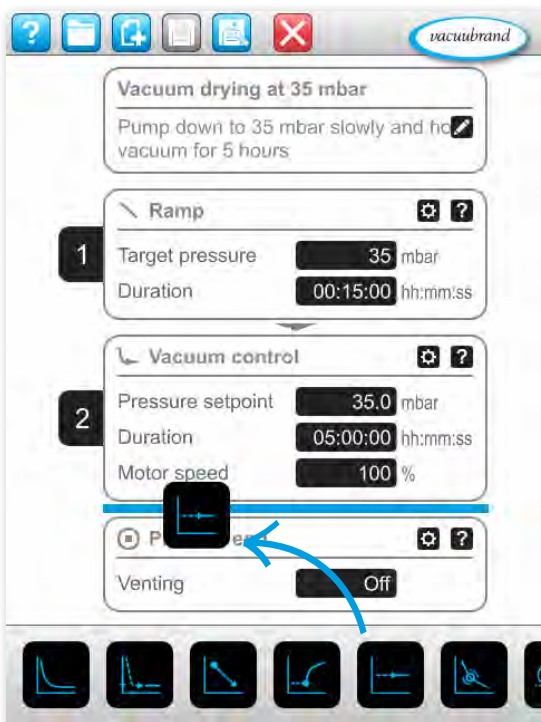 ?
vacuubrand
Vacuum drying at 35 mbar
Pump down to 35 mbar slowly and
vacuum for 5 hours
1
Ramp
?
Target pressure 35 mbar
Duration 00:15:00 hh:mm:ss
2
Vacuum control
?
Pressure setpoint 35.0 mbar
Duration 05:00:00 hh:mm:ss
Motor speed 100 %
?
Venting Off